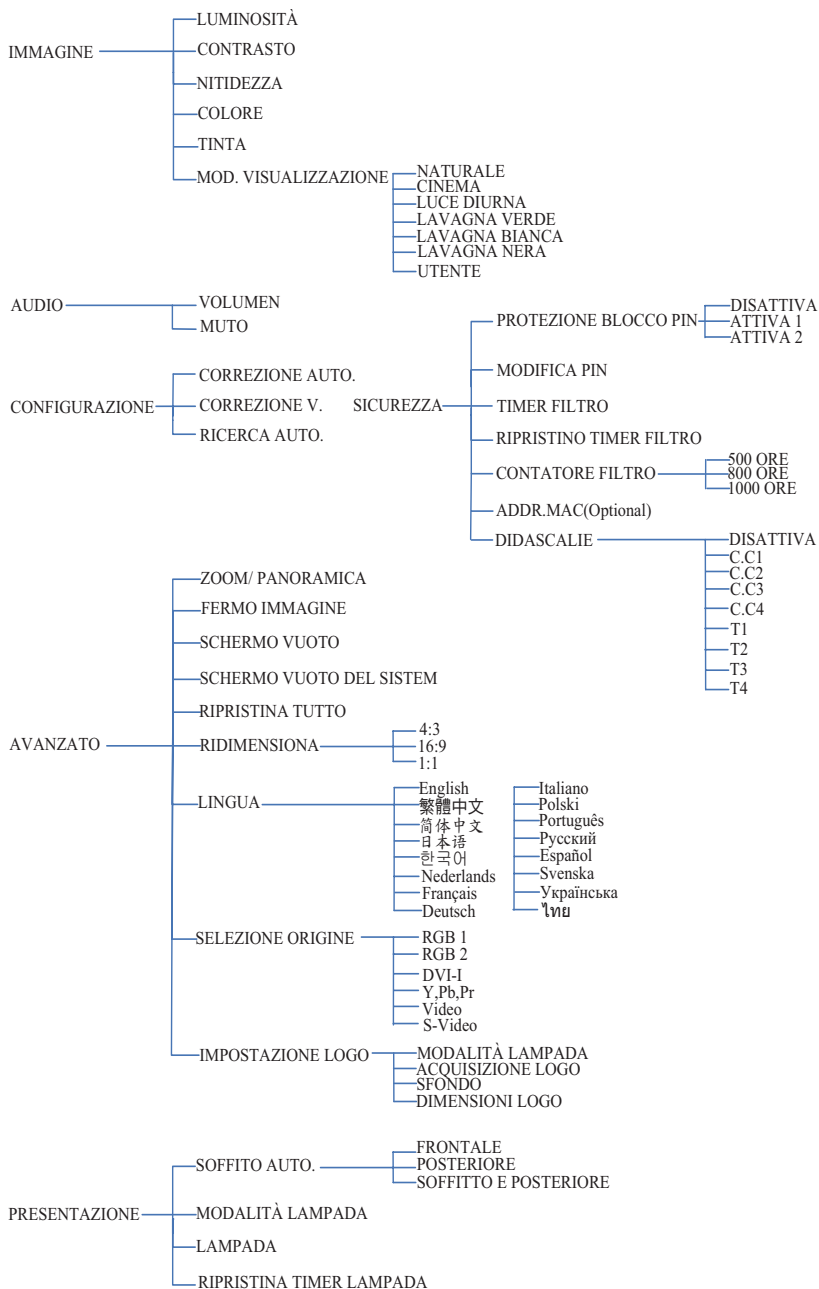 IMMAGINE
LUMINOSITÀ
CONTRASTO
NITIDEZZA
COLORE
TINTA
MOD. VISUALIZZAZIONE
NATURALE
CINEMA
LUCE DIURNA
LAVAGNA VERDE
LAVAGNA BIANCA
LAVAGNA NERA
UTENTE
AUDIO
VOLUMEN
MUTO
CONFIGURAZIONE
CORREZIONE AUTO.
CORREZIONE V.
RICERCA AUTO.
SICUREZZA
PROTEZIONE BLOCCO PIN
DISATTIVA
ATTIVA 1
ATTIVA 2
MODIFICA PIN
TIMER FILTRO
RIPRISTINO TIMER FILTRO
CONTATORE FILTRO
500 ORE
800 ORE
1000 ORE
ADDR.MAC(Optional)
DIDASCALIE
DISATTIVA
C.C1
C.C2
C.C3
C.C4
T1
T2
T3
T4
AVANZATO
ZOOM/ PANORAMICA
FERMO IMMAGINE
SCHERMO VUOTO
SCHERMO VUOTO DEL SISTEM
RIPRISTINA TUTTO
RIDIMENSIONA
4:3
16:9
1:1
LINGUA
English
繁體中文
简体中文
日本语
한국어
Nederlands
Français
Deutsch
Italiano
Polski
Português
Русский
Español
Svenska
Українська
ไทย
SELEZIONE ORIGINE
RGB 1
RGB 2
DVI-I
Y,Pb,Pr
Video
S-Video
IMPOSTAZIONE LOGO
MODALITÀ LAMPADA
ACQUISIZIONE LOGO
SFONDO
DIMENSIONI LOGO
PRESENTAZIONE
SOFFITO AUTO.
FRONTALE
POSTERIORE
SOFFITTO E POSTERIORE
MODALITÀ LAMPADA
LAMPADA
RIPRISTINA TIMER LAMPADA